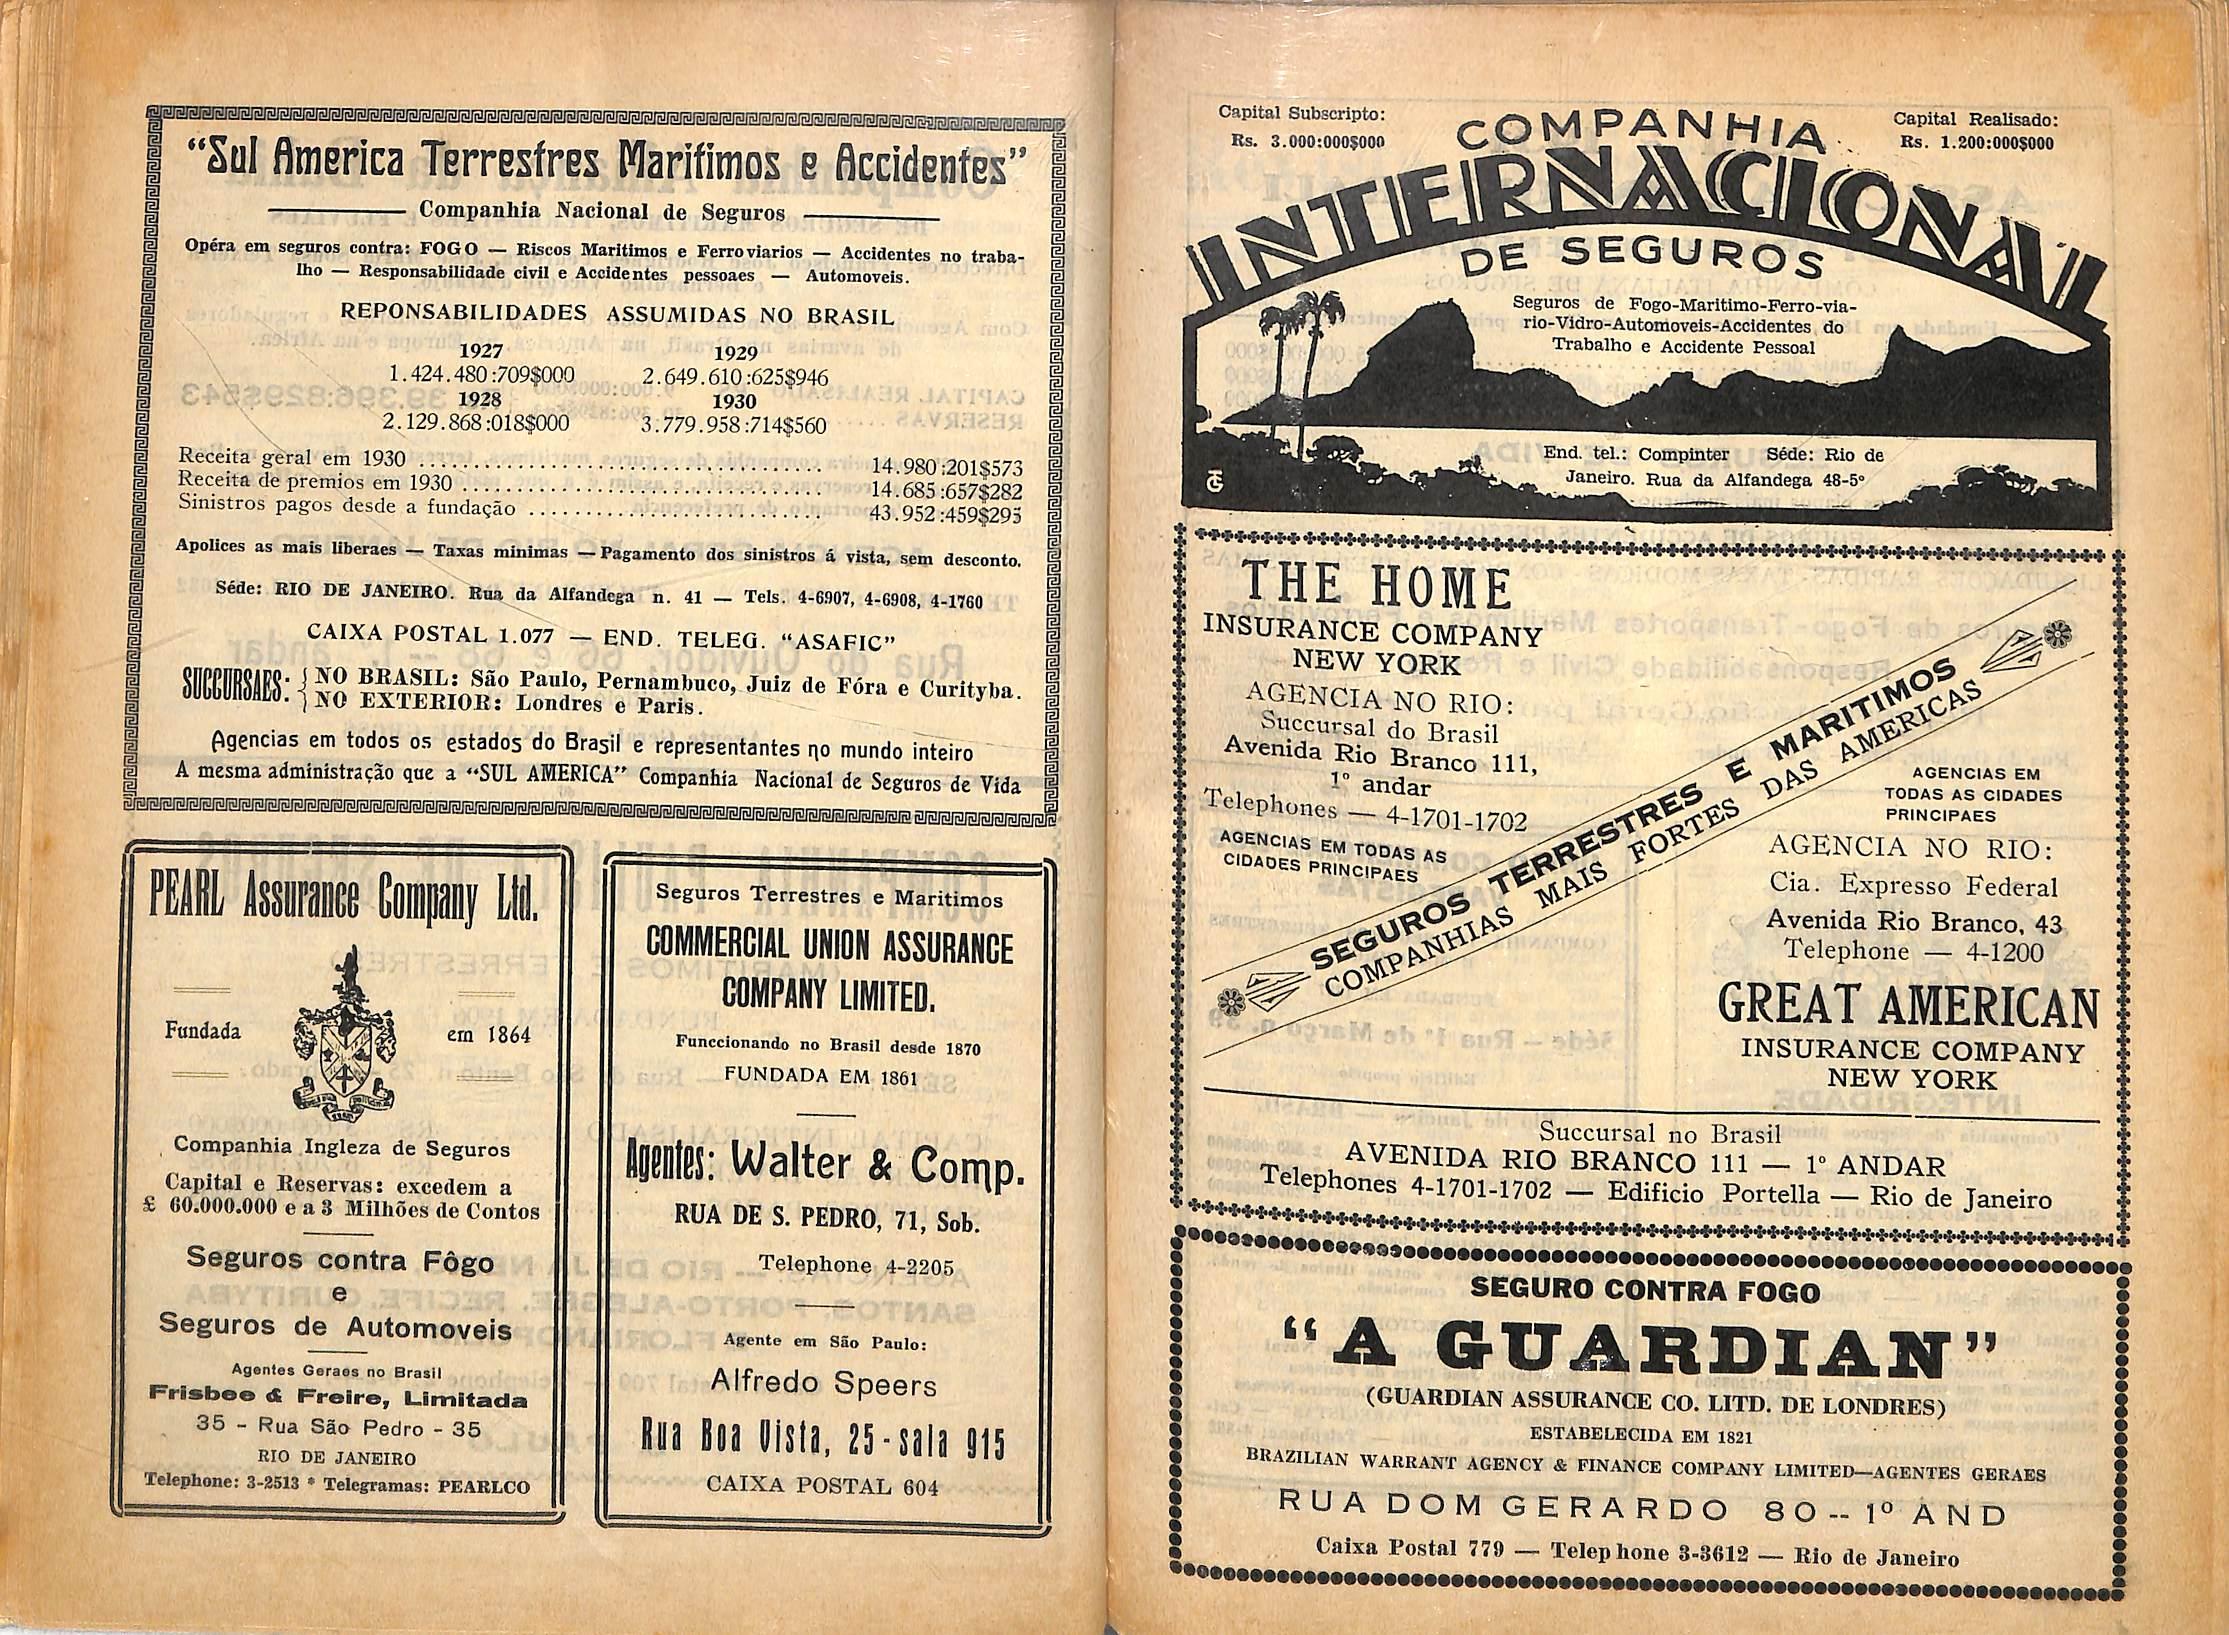 “Sul America Terrestres Maritimos e Accidentes”
Companhia Nacional de Seguros
Opéra em seguros contra: FOGO — Riscos Maritimos e Ferroviarios — Accidentes no traba-
lho — Responsabilidade civil e Accidentes pessoaes — Automoveis.
REPONSABILIDADES ASSUMIDAS NO BRASIL
1927 1929
1.424.480:709$000 2.649.610:625$946
1928 1930
2.129.868:018$000 3.779.958:714$560
Receita geral em 1930 ........ 14.980:201$573
Receita de premios em 1930 ........ 14.685:657$282
Sinistros pagos desde a fundação ........ 43.952:459$295
Apolices as mais liberaes — Taxas minimas — Pagamento dos sinistros á vista, sem desconto.
Séde: RIO DE JANEIRO. Rua da Alfandega n. 41 — Tels. 4-6907, 4-6908, 4-1760
CAIXA POSTAL 1.077 — END. TELEG. “ASAFIC”
SUCCURSAES: NO BRASIL: São Paulo, Pernambuco, Juiz de Fóra e Curityba.
NO EXTERIOR: Londres e Paris.
Agencias em todos os estados do Brasil e representantes no mundo inteiro
A mesma administração que a “SUL AMERICA” Companhia Nacional de Seguros de Vida
PEARL Assurance Company Ltd.
Fundada em 1864
Companhia Ingleza de Seguros
Capital e Reservas: excedem a
£ 60.000.000 e a 3 Milhões de Contos
Seguros contra Fôgo
e
Seguros de Automoveis
Agentes Geraes no Brasil
Frisbee & Freire, Limitada
35 - Rua São Pedro - 35
RIO DE JANEIRO
Telephone: 3-2513 * Telegramas: PEARLCO
Seguros Terrestres e Maritimos
COMMERCIAL UNION ASSURANCE
COMPANY LIMITED.
Funccionando no Brasil desde 1870
FUNDADA EM 1861
Agentes: Walter & Comp.
RUA DE S. PEDRO, 71, Sob.
Telephone 4-2205
Agente em São Paulo:
Alfredo Speers
Rua Boa Vista, 25 - sala 915
CAIXA POSTAL 604
Capital Subscripto:
Rs. 3.000:000$000
Capital Realisado:
Rs. 1.200:000$000
COMPANHIA
INTERNACIONAL
DE SEGUROS
Seguros de Fogo-Maritimo-Ferro-via-
rio-Vidro-Automoveis-Accidentes do
Trabalho e Accidente Pessoal
End. tel.: Compinter Séde: Rio de
Janeiro. Rua da Alfandega 48-5º
THE HOME
INSURANCE COMPANY
NEW YORK
AGENCIA NO RIO:
Succursal do Brasil
Avenida Rio Branco 111,
1º andar
Telephones — 4-1701-1702
AGENCIAS EM TODAS AS
CIDADES PRINCIPAES
SEGUROS TERRESTRES E MARITIMOS
COMPANHIAS MAIS FORTES DAS AMERICAS
AGENCIAS EM
TODAS AS CIDADES
PRINCIPAES
AGENCIA NO RIO:
Cia. Expresso Federal
Avenida Rio Branco, 43
Telephone — 4-1200
GREAT AMERICAN
INSURANCE COMPANY
NEW YORK
Succursal no Brasil
AVENIDA RIO BRANCO 111 — 1º ANDAR
Telephones 4-1701-1702 — Edificio Portella — Rio de Janeiro
SEGURO CONTRA FOGO
“A GUARDIAN”
(GUARDIAN ASSURANCE CO. LITD. DE LONDRES)
ESTABELECIDA EM 1821
BRAZILIAN WARRANT AGENCY & FINANCE COMPANY LIMITED—AGENTES GERAES
RUA DOM GERARDO 80 -- 1º AND
Caixa Postal 779 — Telephone 3-3612 — Rio de Janeiro